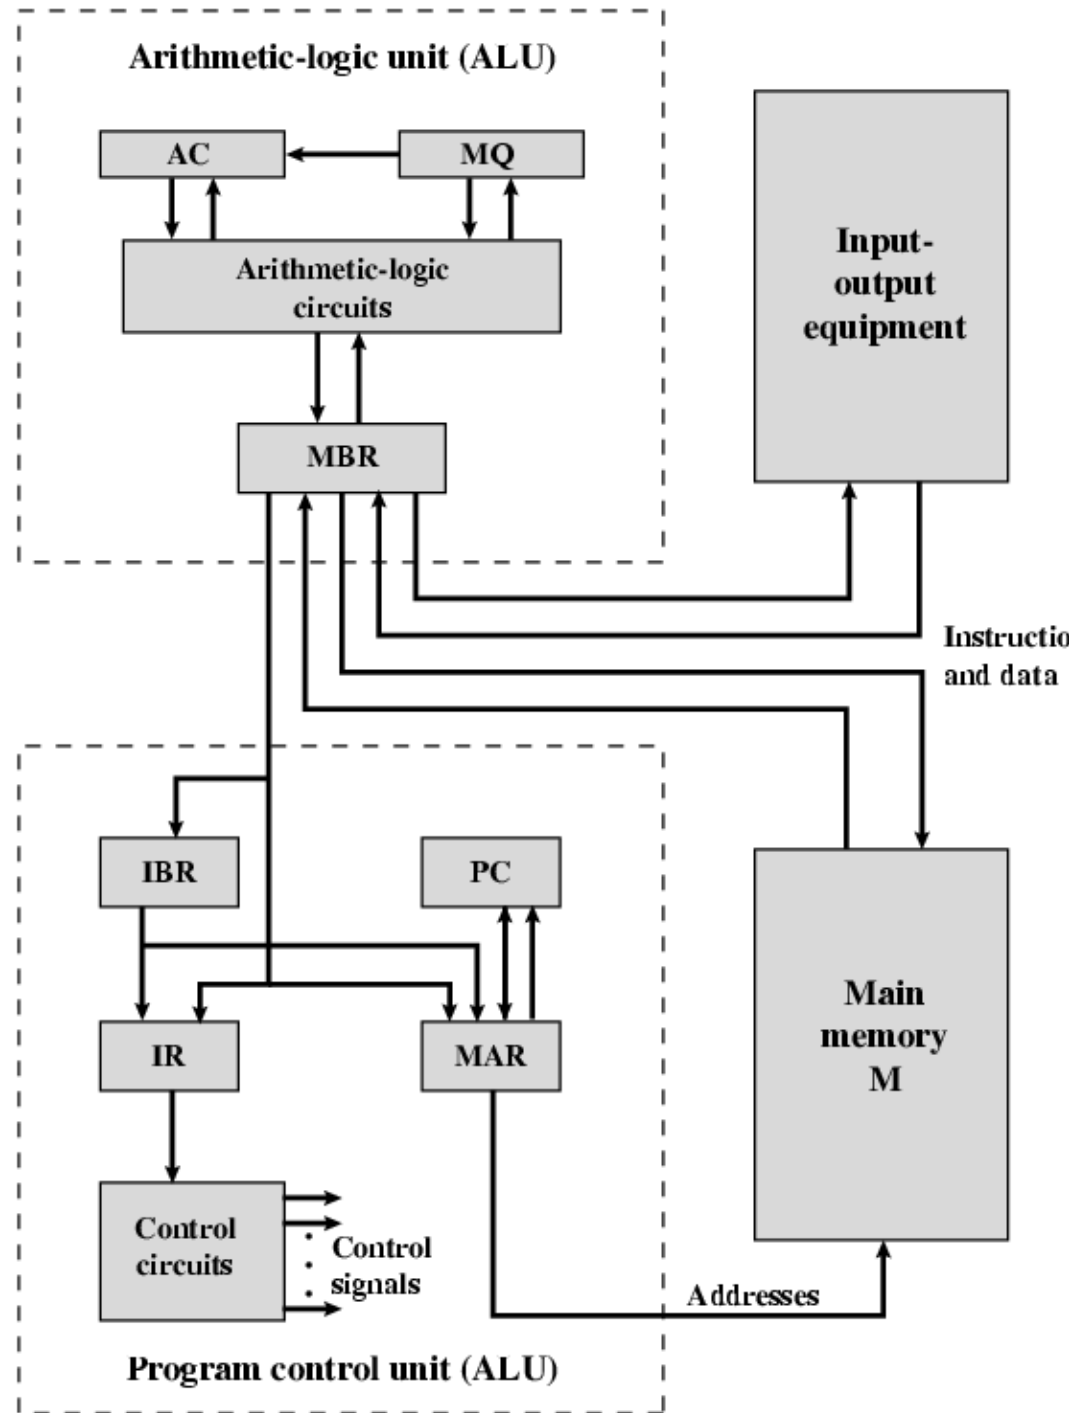 Arithmetic-logic unit (ALU)
AC
MQ
Arithmetic-logic
circuits
MBR
Input-
output
equipment
Instructio
and data
IBR
PC
IR
MAR
Main
memory
M
Control
circuits
Control
signals
Addresses
Program control unit (ALU)